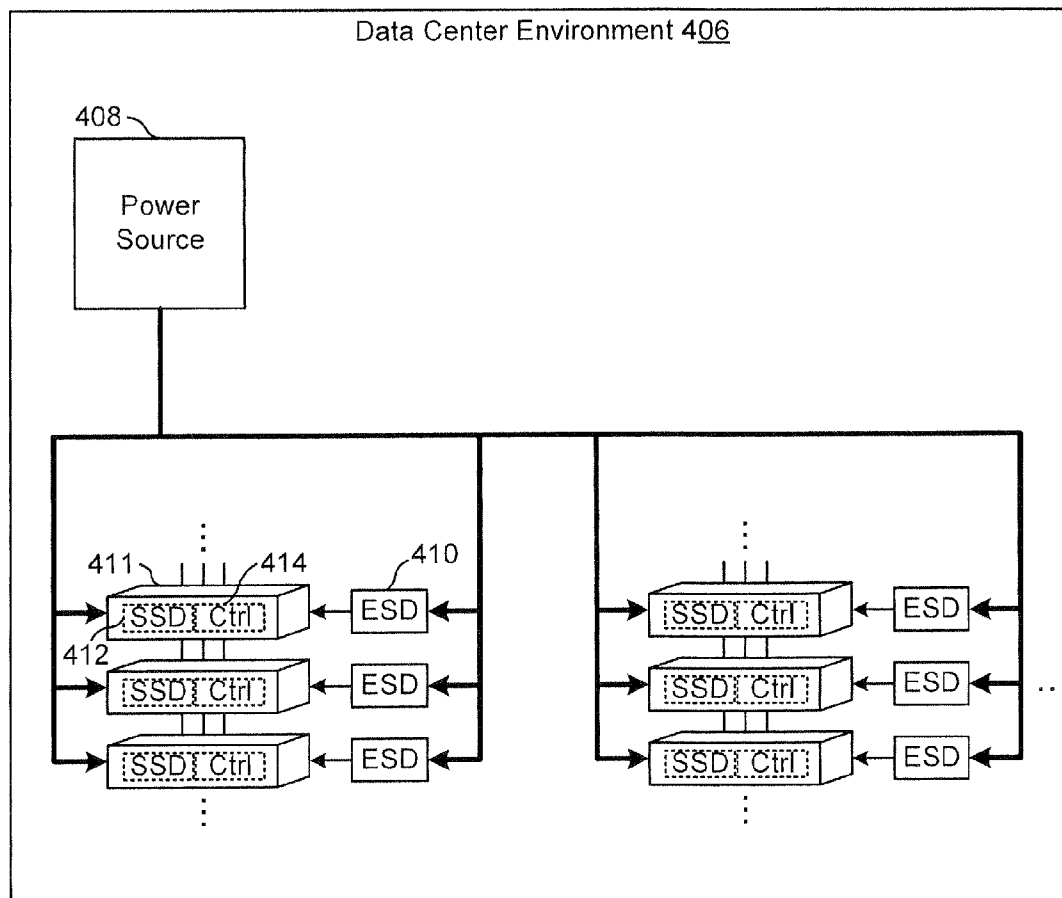 Data Center Environment 406
408
Power
Source
411
414
410
SSD Ctrl
ESD
SSD Ctrl
ESD
412
SSD Ctrl
ESD
SSD Ctrl
ESD
SSD Ctrl
ESD
SSD Ctrl
ESD